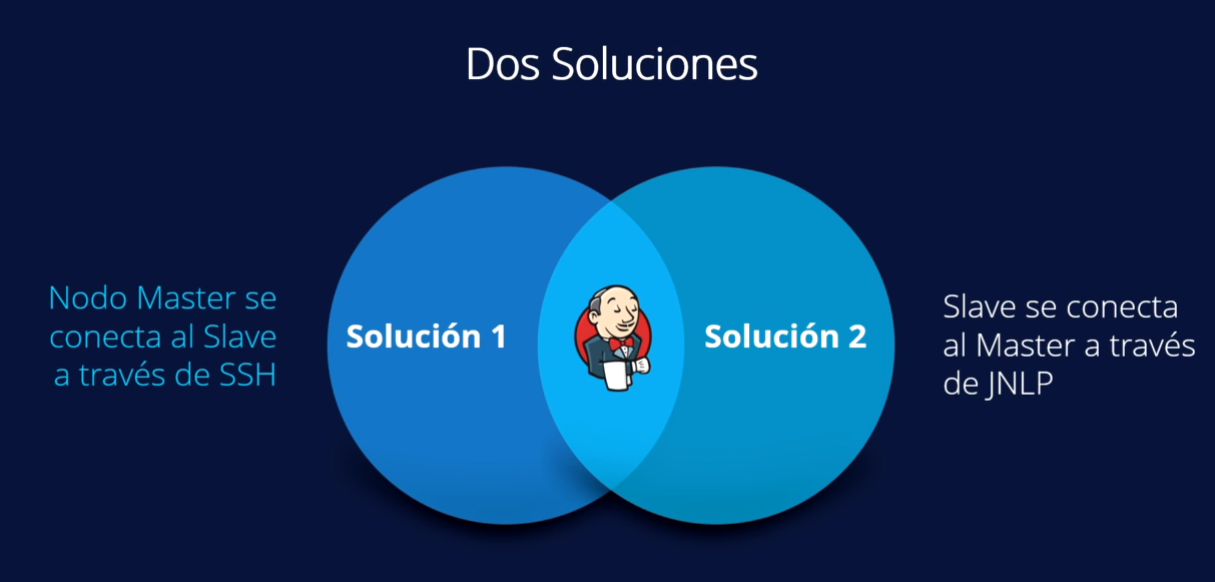 Dos Soluciones
Nodo Master se
conecta al Slave
a través de SSH
Solución 1
Solución 2
Slave se conecta
al Master a través
de JNLP